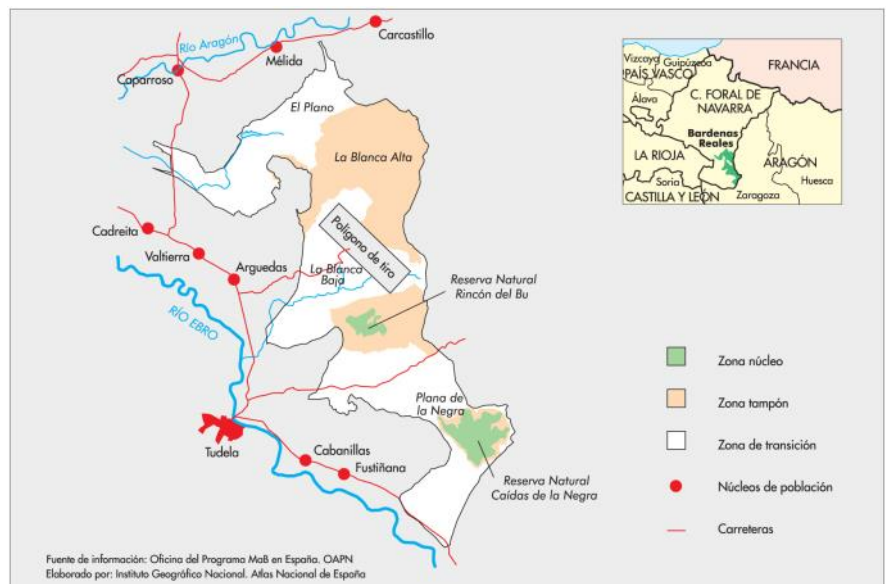 Carcastillo
Río Aragón
Mélida
Caparroso
El Plano
La Blanca Alta
Cadreita
Valtierra
Arguedas
Polígono de tiro
La Blanca
Baja
Reserva Natural
Rincón del Bu
RÍO EBRO
Plana de
la Negra
Tudela
Cabanillas
Fustiñana
Reserva Natural
Caídas de la Negra
Vizcaya
Guipúzcoa
PAÍS VASCO
FRANCIA
Álava
C. FORAL DE
NAVARRA
Bardenas
Reales
LA RIOJA
ARAGÓN
Soria
Huesca
CASTILLA Y LEÓN
Zaragoza
Zona núcleo
Zona tampón
Zona de transición
Núcleos de población
Carreteras
Fuente de información: Oficina del Programa MaB en España. OAPN
Elaborado por: Instituto Geográfico Nacional. Atlas Nacional de España